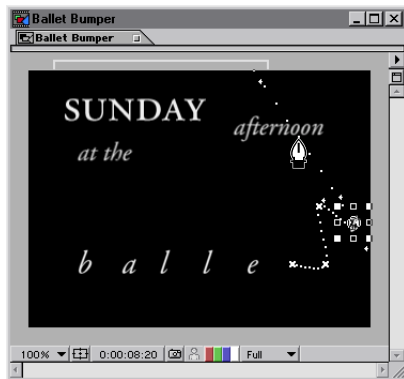 Ballet Bumper
Ballet Bumper
SUNDAY
afternoon
at the
b a l l e
100% 0:00:08:20 Full